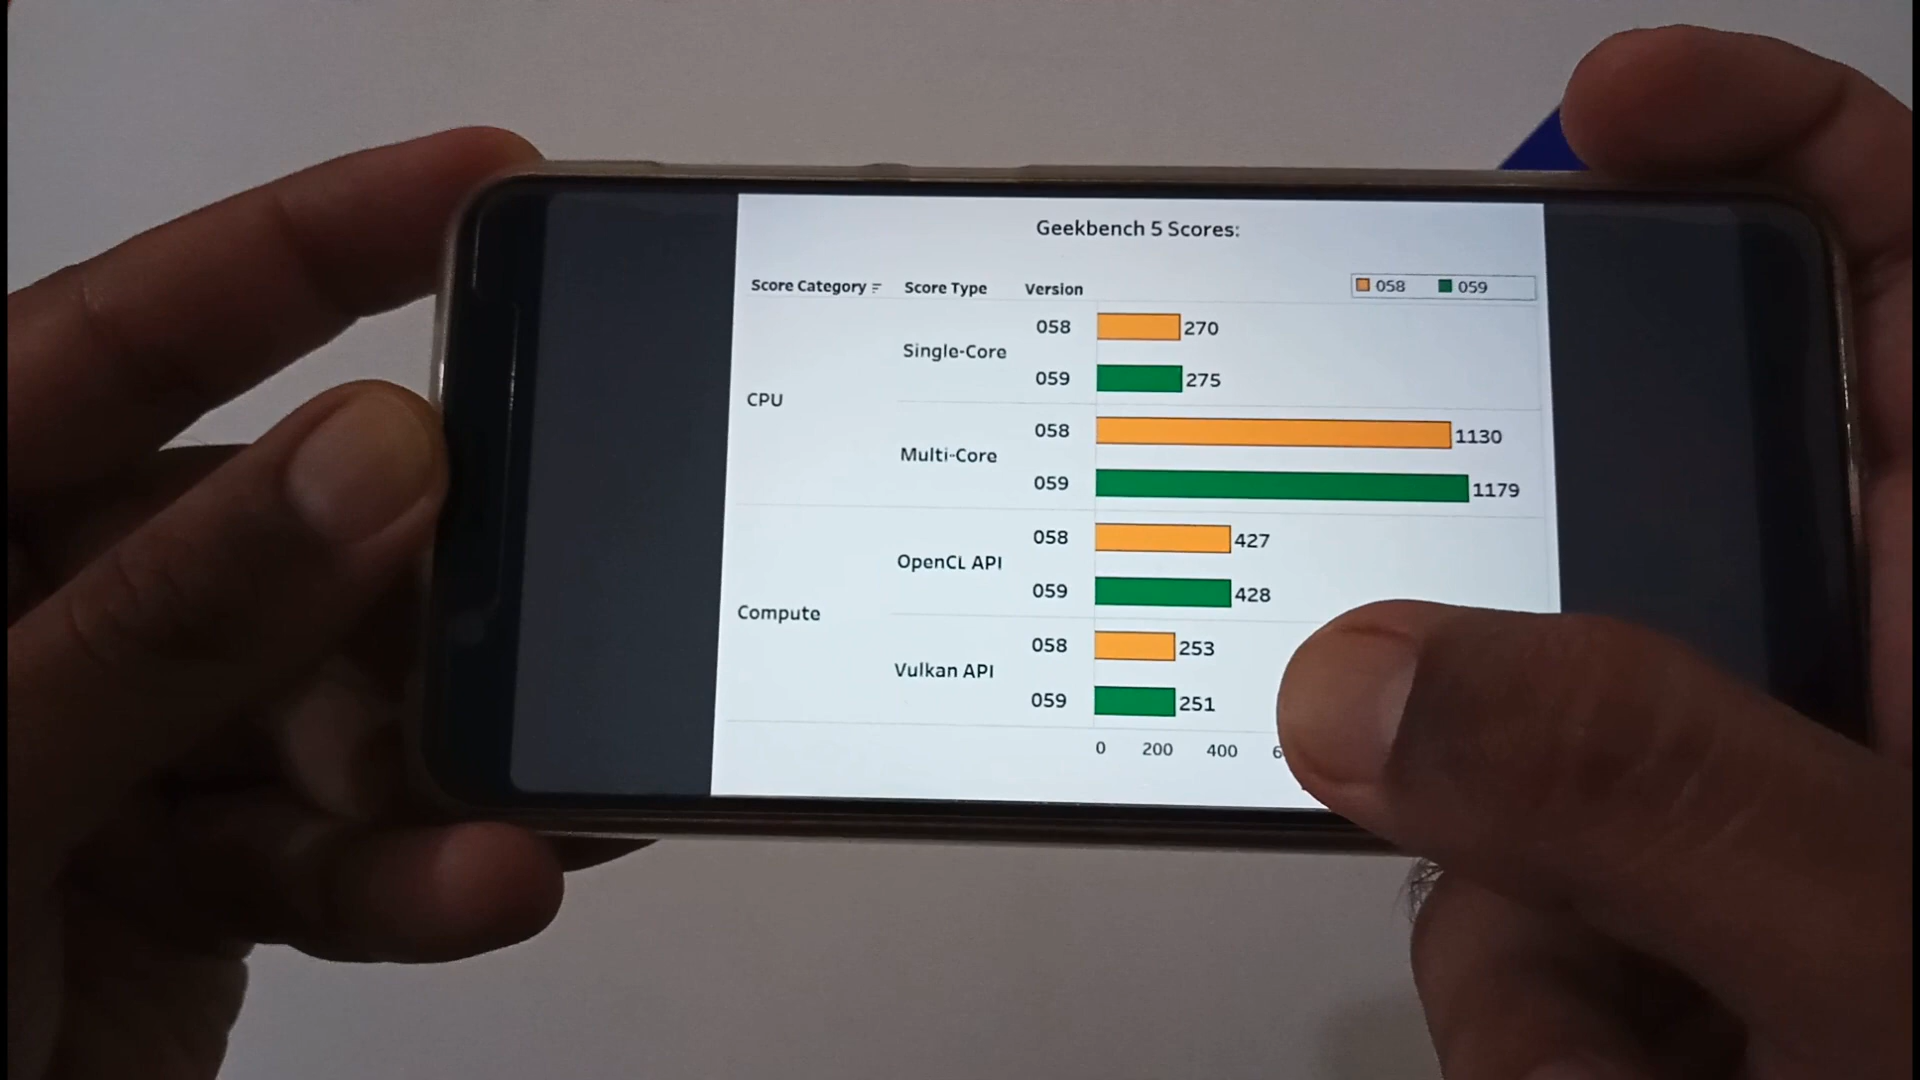 Geekbench 5 Scores:
Score Category Score Type Version 058 059
CPU
Single-Core
058 270
059 275
Multi-Core
058 1130
059 1179
Compute
OpenCL API
058 427
059 428
Vulkan API
058 253
059 251
0 200 400